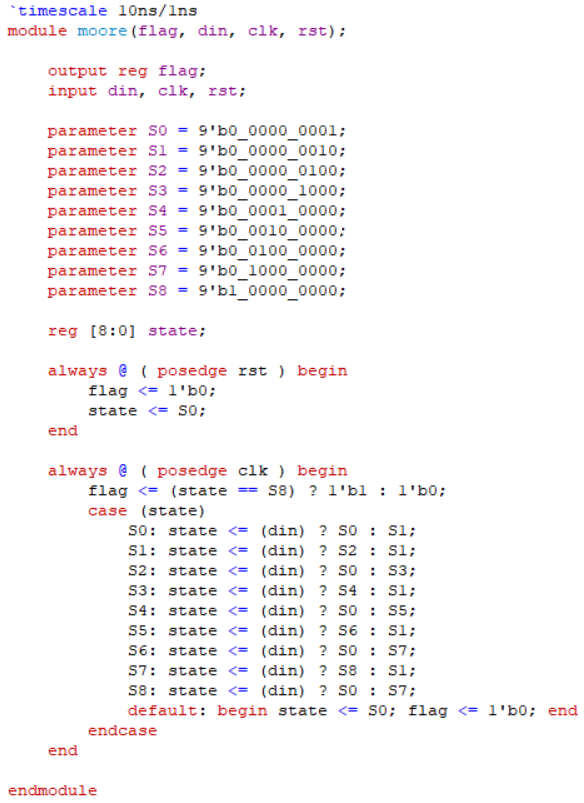 `timescale 10ns/1ns
module moore(flag, din, clk, rst);
output reg flag;
input din, clk, rst;
parameter S0 = 9'b0_0000_0001;
parameter S1 = 9'b0_0000_0010;
parameter S2 = 9'b0_0000_0100;
parameter S3 = 9'b0_0000_1000;
parameter S4 = 9'b0_0001_0000;
parameter S5 = 9'b0_0010_0000;
parameter S6 = 9'b0_0100_0000;
parameter S7 = 9'b0_1000_0000;
parameter S8 = 9'b1_0000_0000;
reg [8:0] state;
always @ ( posedge rst ) begin
flag <= 1'b0;
state <= S0;
end
always @ ( posedge clk ) begin
flag <= (state == S8) ? 1'b1 : 1'b0;
case (state)
S0: state <= (din) ? S0 : S1;
S1: state <= (din) ? S2 : S1;
S2: state <= (din) ? S0 : S3;
S3: state <= (din) ? S4 : S1;
S4: state <= (din) ? S0 : S5;
S5: state <= (din) ? S6 : S1;
S6: state <= (din) ? S0 : S7;
S7: state <= (din) ? S8 : S1;
S8: state <= (din) ? S0 : S7;
default: begin state <= S0; flag <= 1'b0; end
endcase
end
endmodule